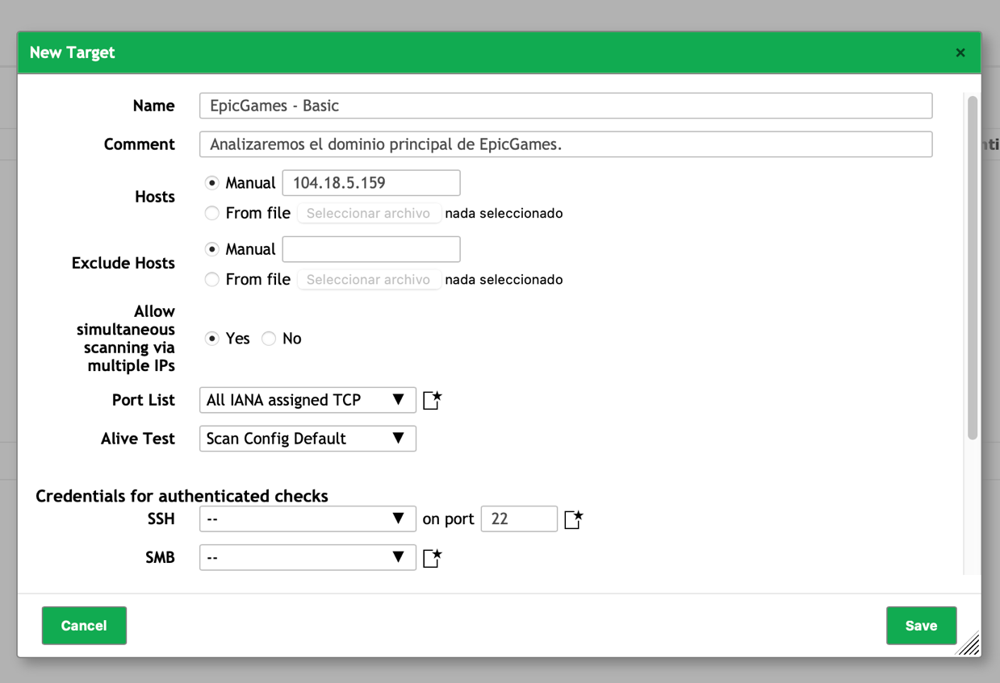 New Target ×
Name EpicGames - Basic
Comment Analizaremos el dominio principal de EpicGames.
Hosts
Manual 104.18.5.159
From file Seleccionar archivo nada seleccionado
Exclude Hosts
Manual
From file Seleccionar archivo nada seleccionado
Allow
simultaneous
scanning via
multiple IPs
Yes No
Port List All IANA assigned TCP ▼
Alive Test Scan Config Default ▼
Credentials for authenticated checks
SSH -- ▼ on port 22
SMB -- ▼
Cancel Save